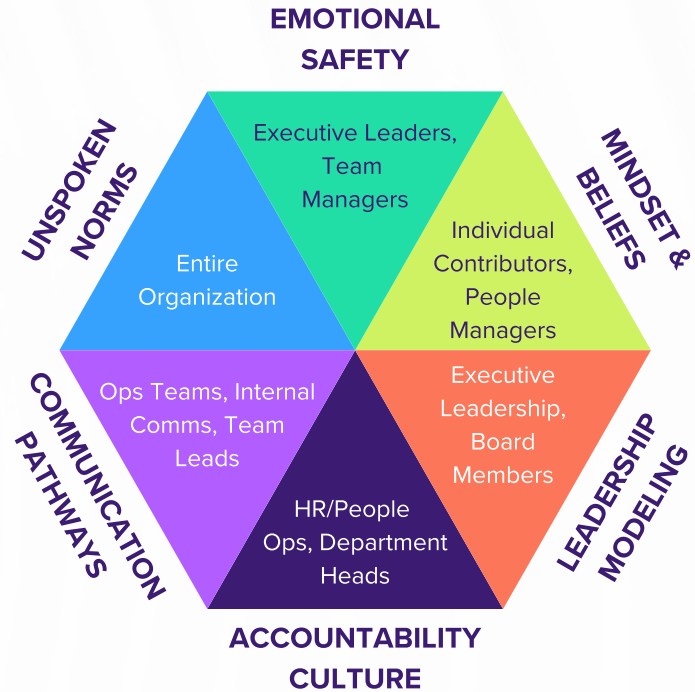 EMOTIONAL
SAFETY
Executive Leaders,
Team
Managers
MINDSET &
BELIEFS
Individual
Contributors,
People
Managers
LEADERSHIP
MODELING
Executive
Leadership,
Board
Members
ACCOUNTABILITY
CULTURE
HR/People
Ops, Department
Heads
COMMUNICATION
PATHWAYS
Ops Teams, Internal
Comms, Team
Leads
UNSPOKEN
NORMS
Entire
Organization